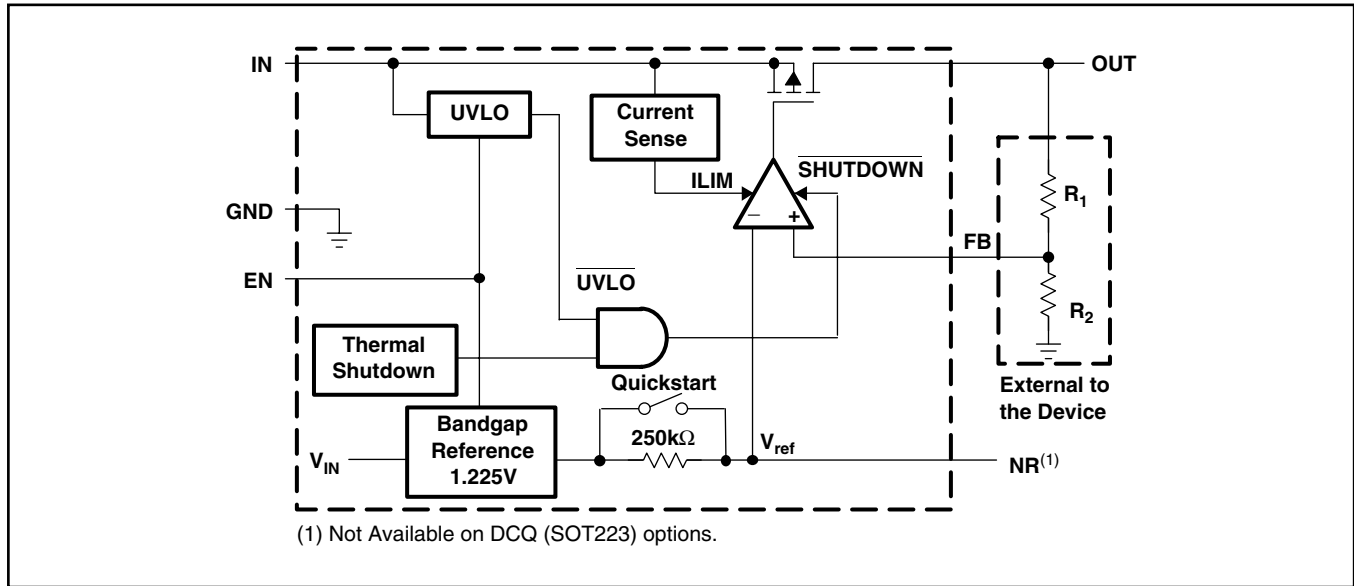 IN
OUT
UVLO
Current
Sense
SHUTDOWN
ILIM
R1
GND
− +
FB
EN
UVLO
R2
Thermal
Shutdown
Quickstart
External to
the Device
Bandgap
Reference
1.225V
250kΩ
Vref
VIN
NR(1)
(1) Not Available on DCQ (SOT223) options.